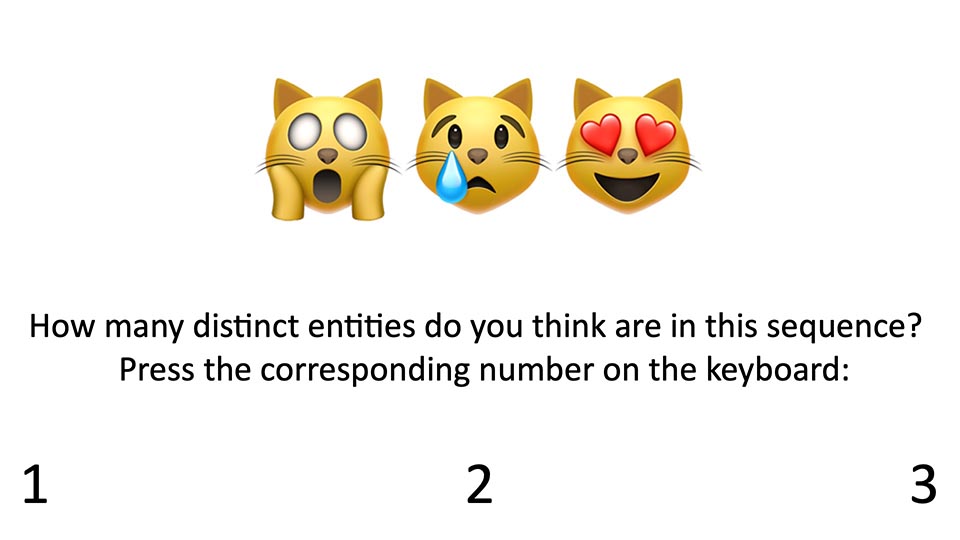 How many distinct entities do you think are in this sequence?
Press the corresponding number on the keyboard:
1 2 3